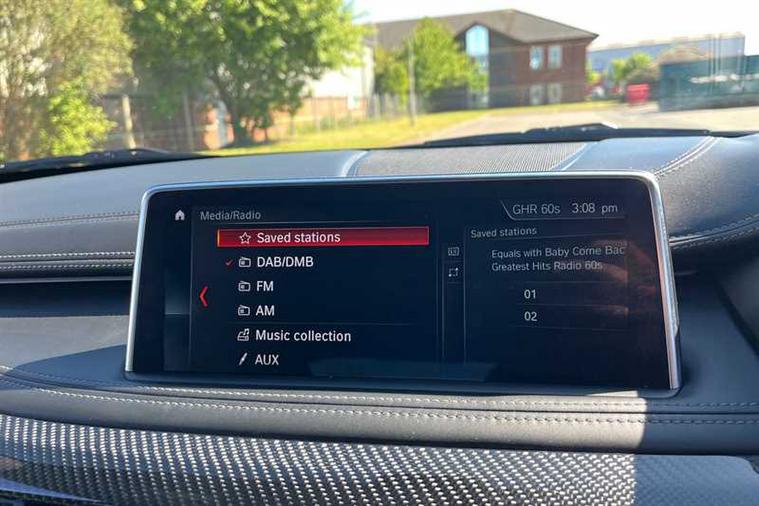 Media/Radio
GHR 60s 3:08 pm
Saved stations
DAB/DMB
FM
AM
Music collection
AUX
Saved stations
Equals with Baby Come Bac
Greatest Hits Radio 60s
01
02